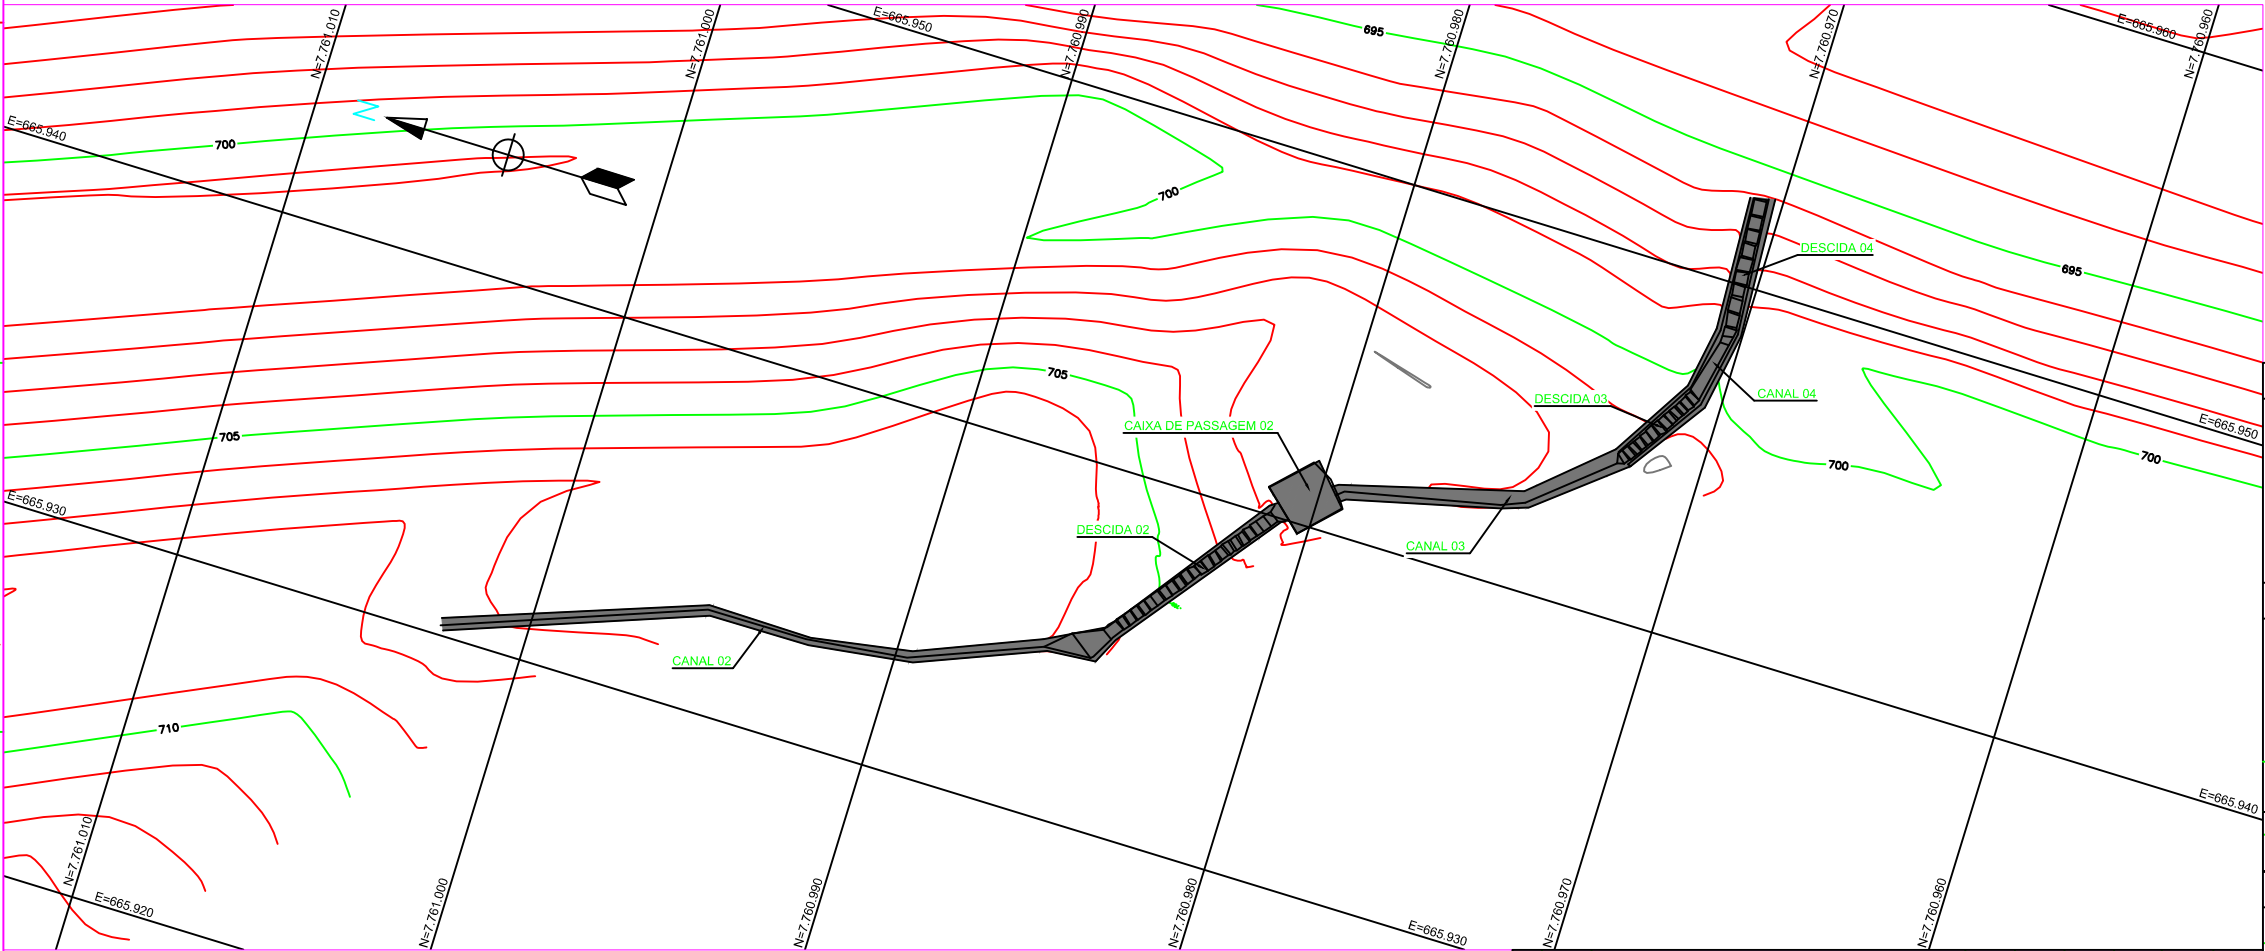 N=7.761.010
N=7.761.000
E=665.950
N=7.760.990
695
N=7.760.980
N=7.760.970
E=665.960
N=7.760.960
E=665.940
N
700
700
DESCIDA 04
695
705
705
CAIXA DE PASSAGEM 02
DESCIDA 03
CANAL 04
E=665.950
700
700
E=665.930
DESCIDA 02
CANAL 03
CANAL 02
710
E=665.940
N=7.761.010
E=665.920
N=7.761.000
N=7.760.990
N=7.760.980
E=665.930
N=7.760.970
N=7.760.960